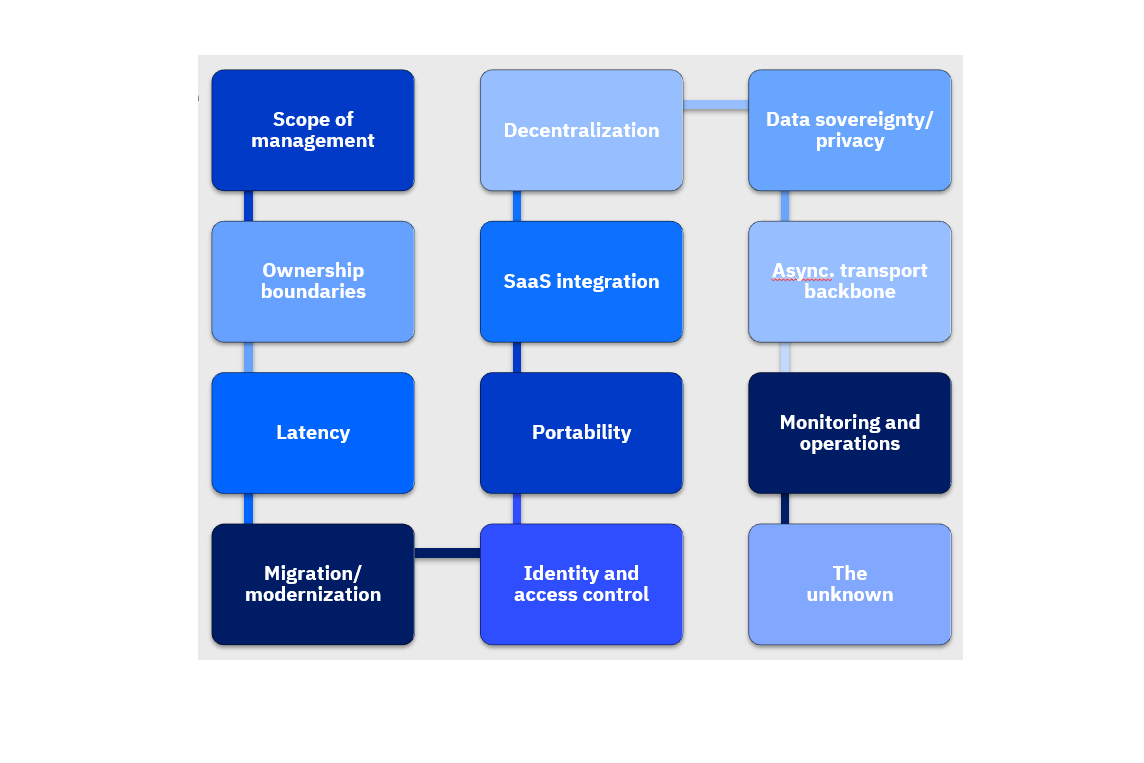 Scope of
management
Ownership
boundaries
Latency
Migration/
modernization
Identity and
access control
Portability
SaaS integration
Decentralization
Data sovereignty/
privacy
Async. transport
backbone
Monitoring and
operations
The
unknown